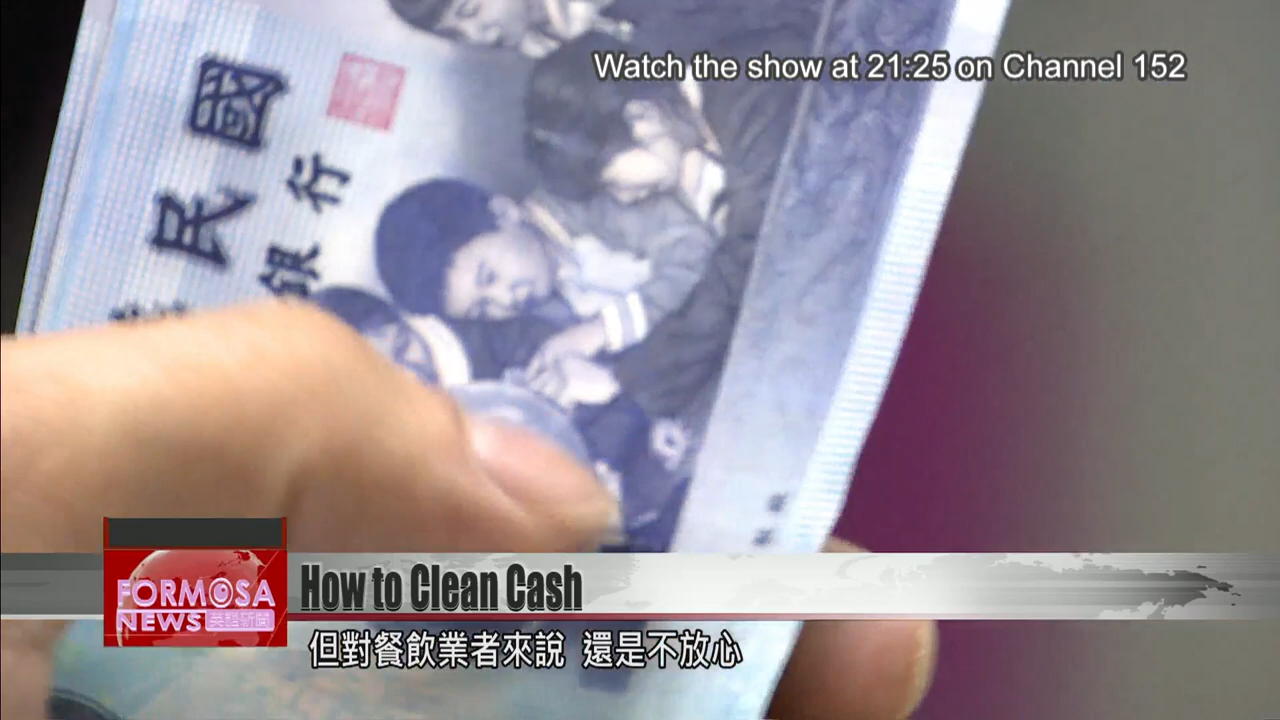 Watch the show at 21:25 on Channel 152
國
民
行
銀
How to Clean Cash
FORMOSA
NEWS 英語新聞
但對餐飲業者來說 還是不放心